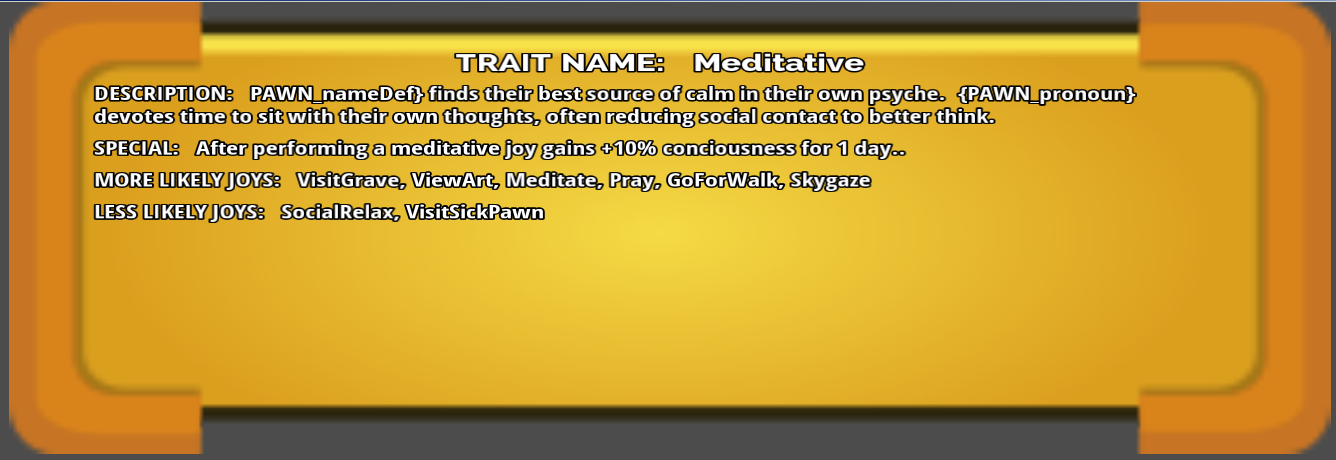 TRAIT NAME: Meditative
DESCRIPTION: PAWN_nameDef} finds their best source of calm in their own psyche. {PAWN_pronoun}
devotes time to sit with their own thoughts, often reducing social contact to better think.
SPECIAL: After performing a meditative joy gains +10% conciousness for 1 day..
MORE LIKELY JOYS: VisitGrave, ViewArt, Meditate, Pray, GoForWalk, Skygaze
LESS LIKELY JOYS: SocialRelax, VisitSickPawn